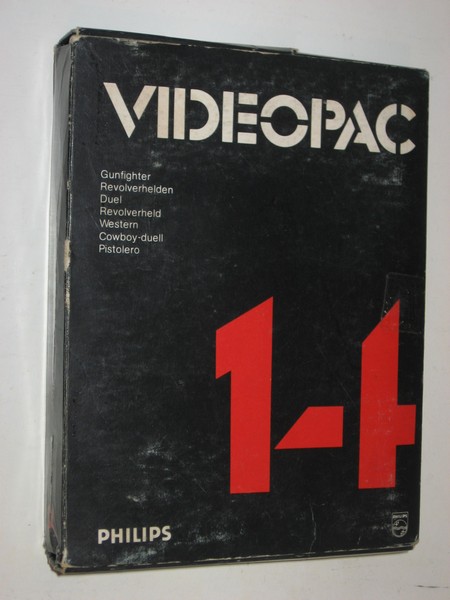 VIDEOPAC
Gunfighter
Revolverhelden
Duel
Revolverheld
Western
Cowboy-duell
Pistolero
14
PHILIPS